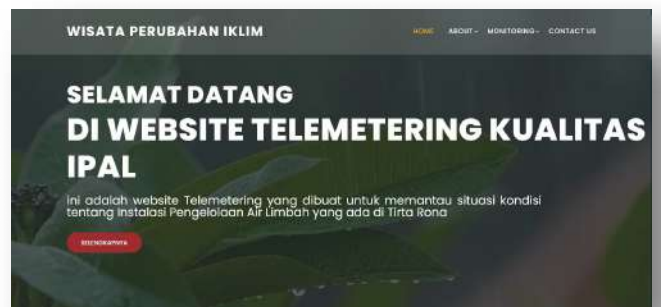 WISATA PERUBAHAN IKLIM
HOME ABOUT MONITORING CONTACT US
SELAMAT DATANG
DI WEBSITE TELEMETERING KUALITAS
IPAL
Ini adalah website Telemetering yang dibuat untuk memantau situasi kondisi
tentang Instalasi Pengelolaan Air Limbah yang ada di Tirta Rona
SELENGKAPNYA